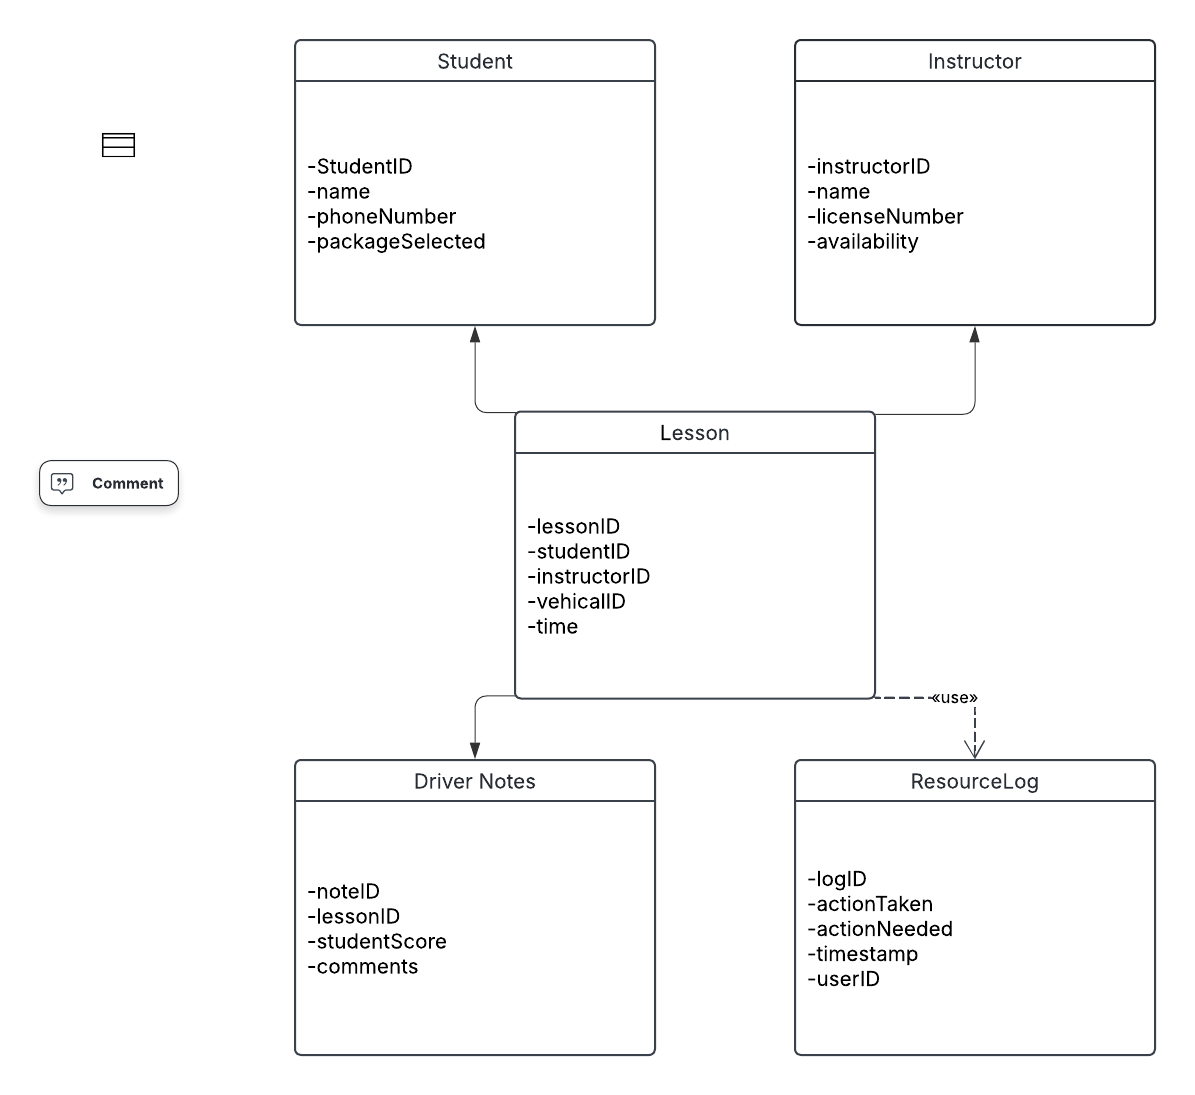 Student
-StudentID
-name
-phoneNumber
-packageSelected
Instructor
-instructorID
-name
-licenseNumber
-availability
Comment
Lesson
-lessonID
-studentID
-instructorID
-vehicalID
-time
«use»
Driver Notes
-noteID
-lessonID
-studentScore
-comments
ResourceLog
-logID
-actionTaken
-actionNeeded
-timestamp
-userID